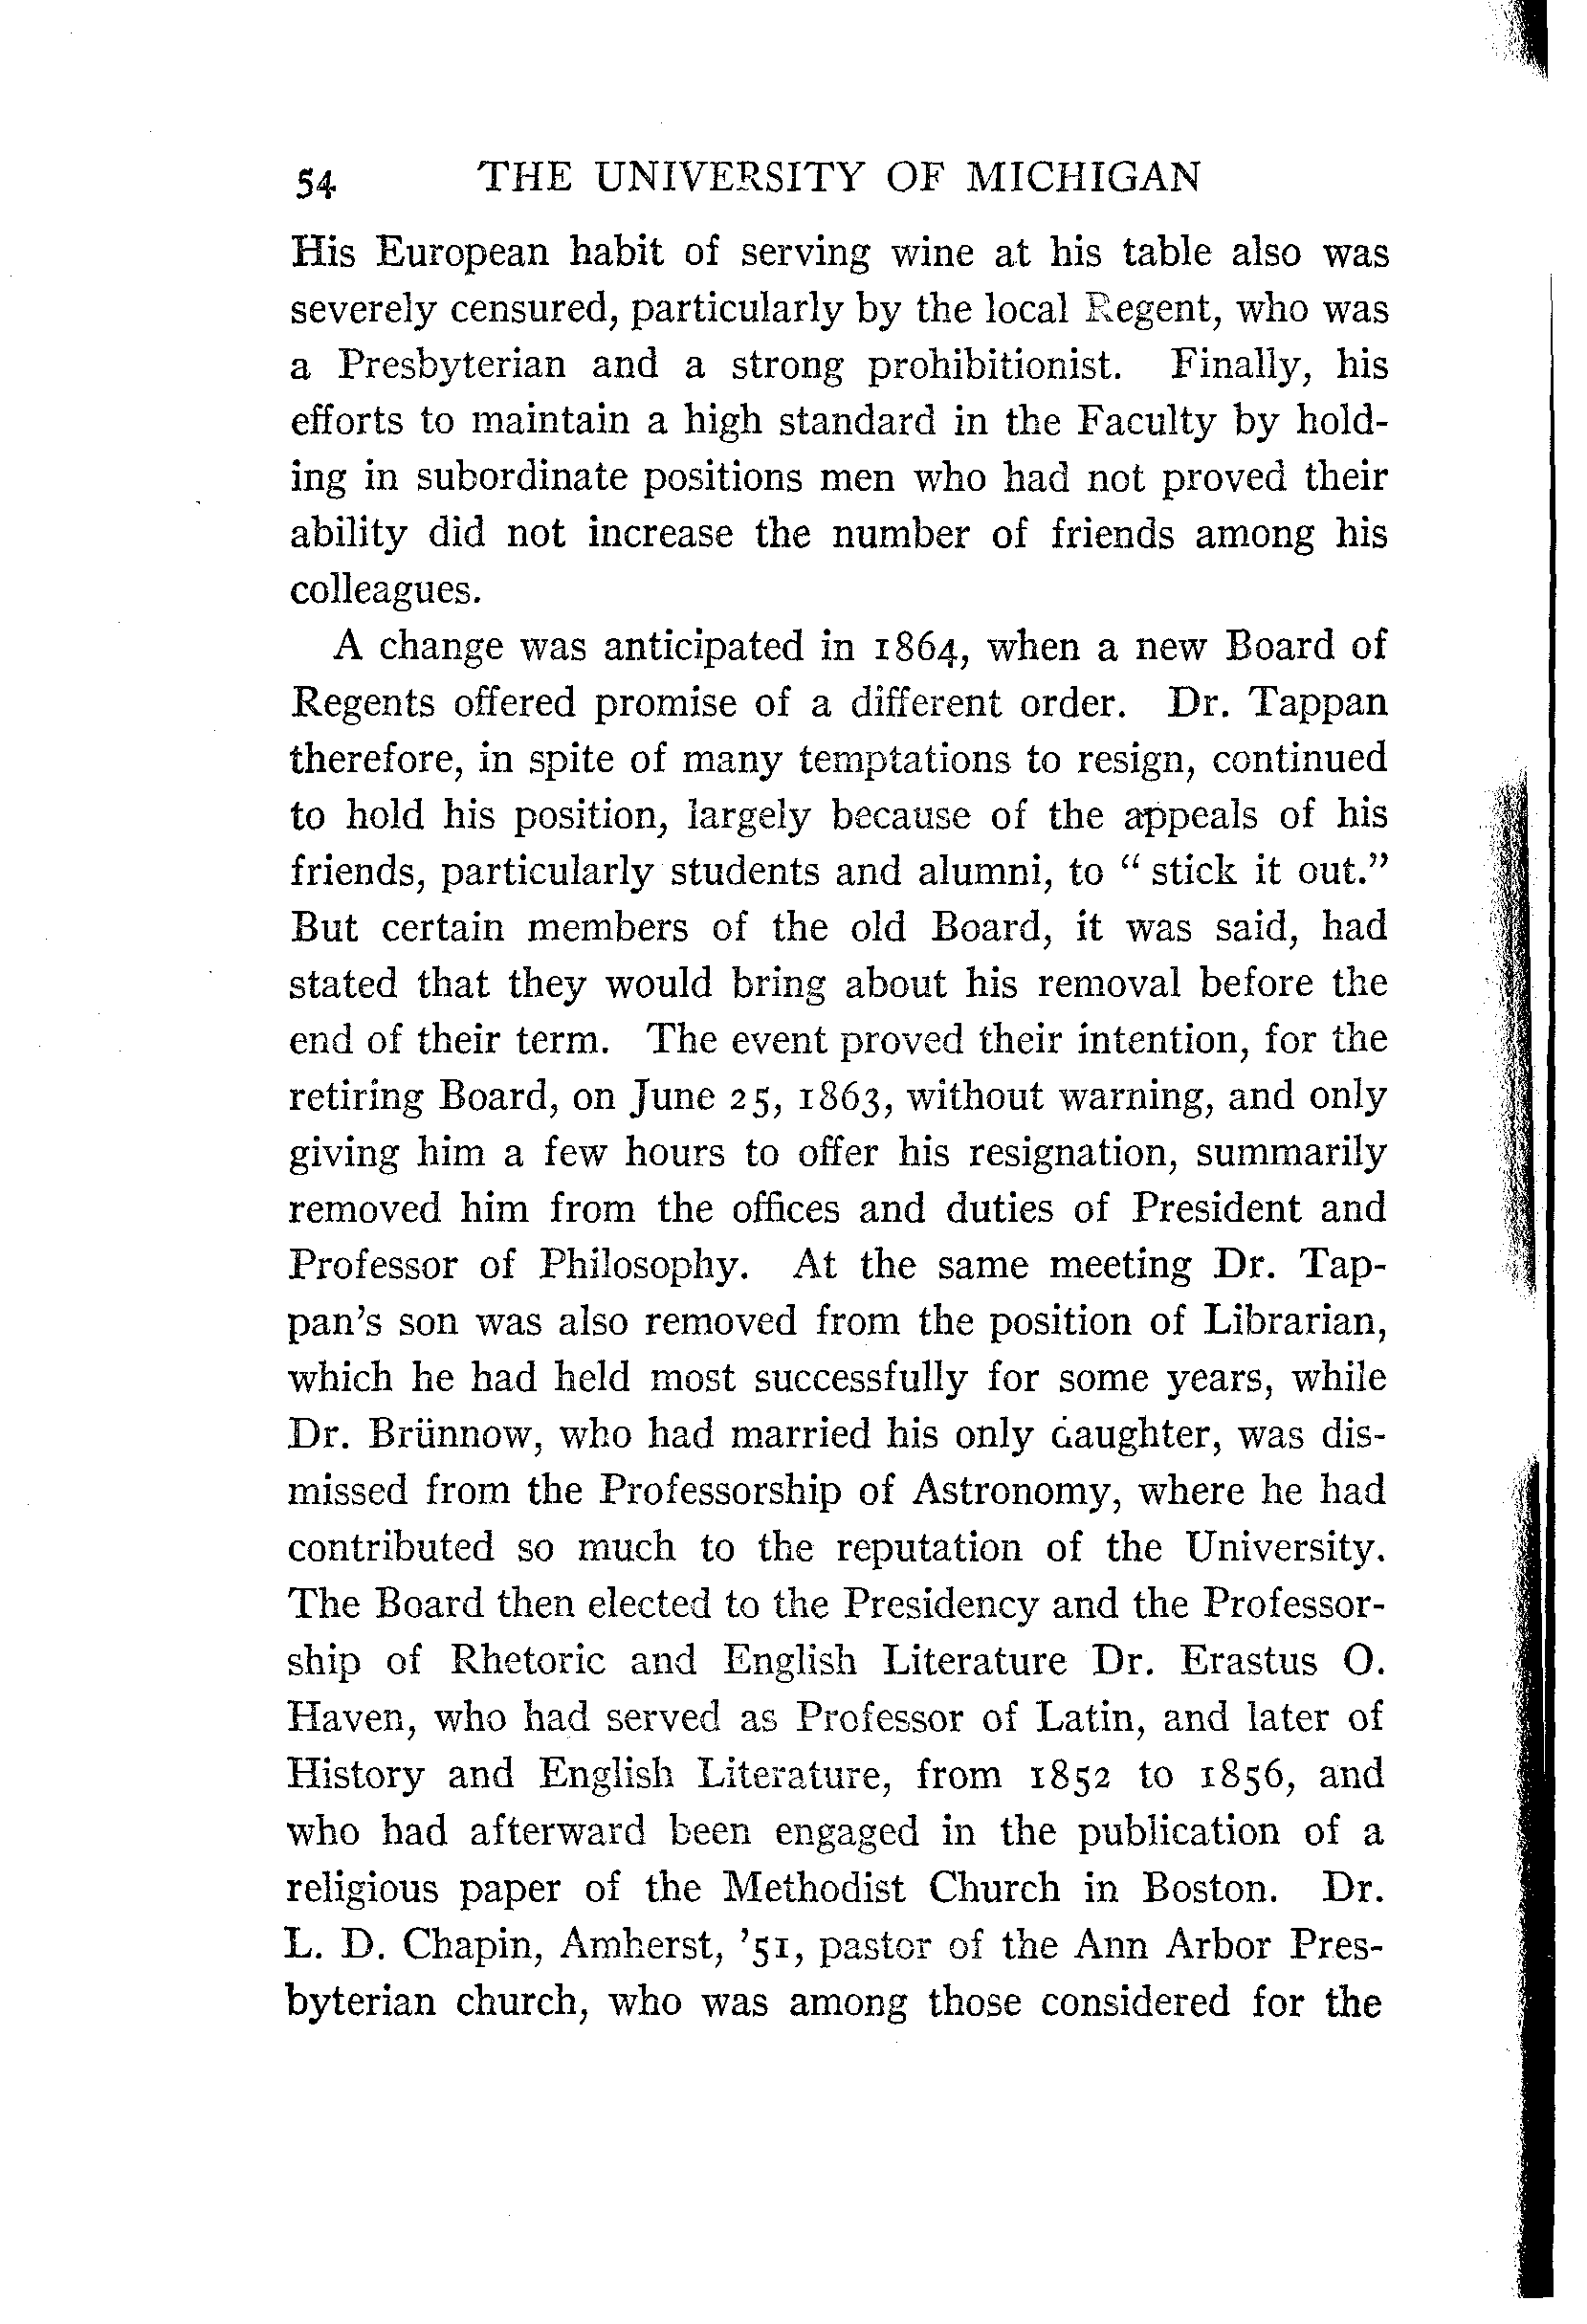 54 THE UNIVERSITY OF MICHIGAN
His European habit of serving wine at his table also was
severely censured, particularly by the local Regent, who was
a Presbyterian and a strong prohibitionist. Finally, his
efforts to maintain a high standard in the Faculty by hold-
ing in subordinate positions men who had not proved their
ability did not increase the number of friends among his
colleagues.
A change was anticipated in 1864, when a new Board of
Regents offered promise of a different order. Dr. Tappan
therefore, in spite of many temptations to resign, continued
to hold his position, largely because of the appeals of his
friends, particularly students and alumni, to " stick it out."
But certain members of the old Board, it was said, had
stated that they would bring about his removal before the
end of their term. The event proved their intention, for the
retiring Board, on June 25, 1863, without warning, and only
giving him a few hours to offer his resignation, summarily
removed him from the offices and duties of President and
Professor of Philosophy. At the same meeting Dr. Tap-
pan's son was also removed from the position of Librarian,
which he had held most successfully for some years, while
Dr. Brünnow, who had married his only daughter, was dis-
missed from the Professorship of Astronomy, where he had
contributed so much to the reputation of the University.
The Board then elected to the Presidency and the Professor-
ship of Rhetoric and English Literature Dr. Erastus O.
Haven, who had served as Professor of Latin, and later of
History and English Literature, from 1852 to 1856, and
who had afterward been engaged in the publication of a
religious paper of the Methodist Church in Boston. Dr.
L. D. Chapin, Amherst, '51, pastor of the Ann Arbor Pres-
byterian church, who was among those considered for the